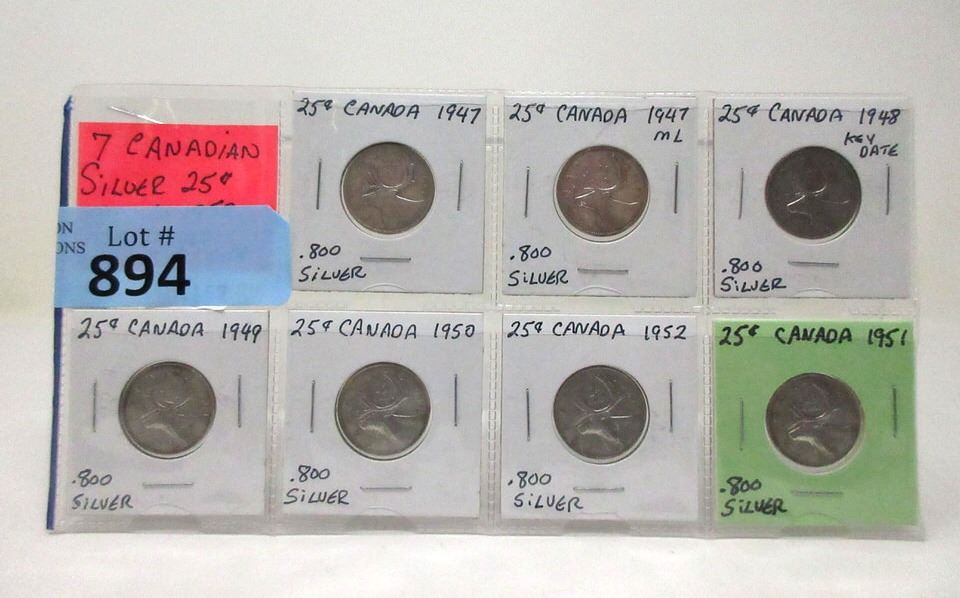 7 CANADIAN
SILVER 25¢
ON
ONS
Lot #
894
25¢ CANADA 1947
.800
SILVER
25¢ CANADA 1947
ML
.800
SILVER
25¢ CANADA 1948
KEY
DATE
.800
SILVER
25¢ CANADA 1949
.800
SILVER
25¢ CANADA 1950
.800
SILVER
25¢ CANADA 1952
.800
SILVER
25¢ CANADA 1951
.800
SILVER